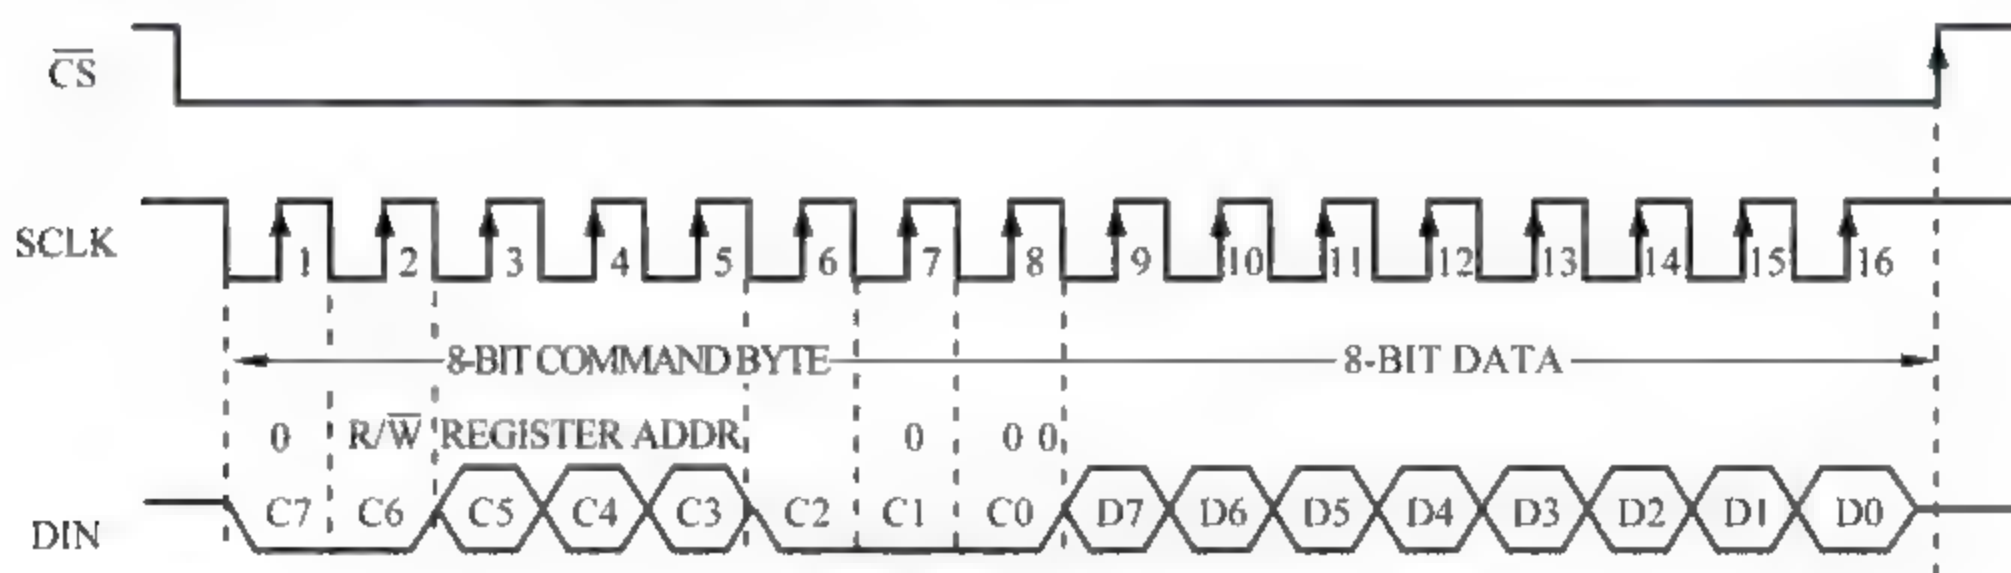 C̅S̅
SCLK 1 2 3 4 5 6 7 8 9 10 11 12 13 14 15 16
8-BIT COMMAND BYTE 8-BIT DATA
0 R/W̅ REGISTER ADDR 0 0 0
DIN C7 C6 C5 C4 C3 C2 C1 C0 D7 D6 D5 D4 D3 D2 D1 D0